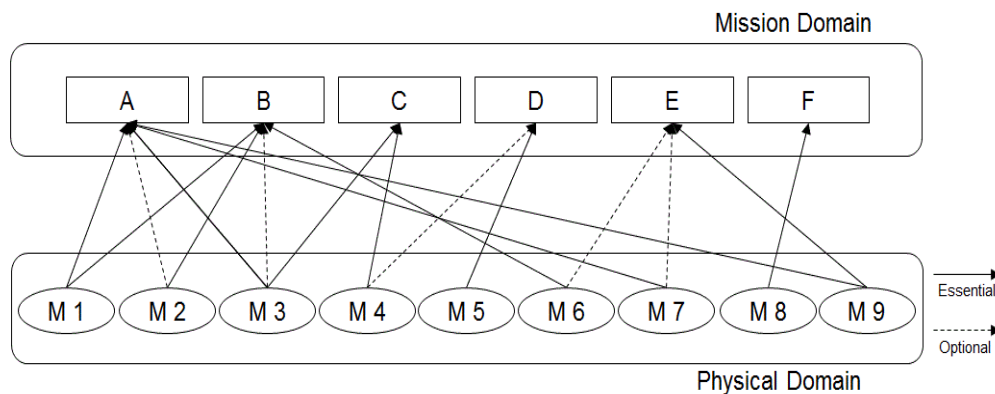 Mission Domain
A B C D E F
M 1 M 2 M 3 M 4 M 5 M 6 M 7 M 8 M 9
Essential
Optional
Physical Domain